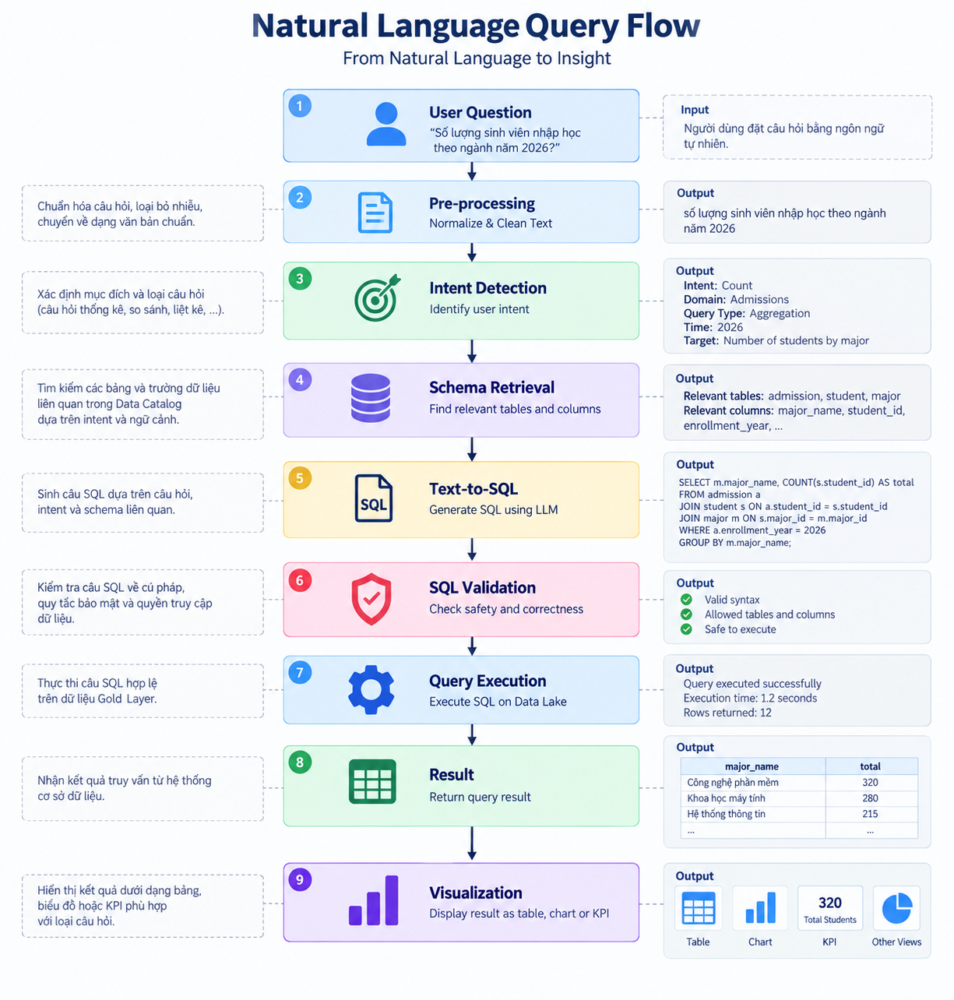 Natural Language Query Flow
From Natural Language to Insight
1
User Question
“Số lượng sinh viên nhập học
theo ngành năm 2026?”
Input
Người dùng đặt câu hỏi bằng ngôn ngữ
tự nhiên.
Chuẩn hóa câu hỏi, loại bỏ nhiễu,
chuyển về dạng văn bản chuẩn.
2
Pre-processing
Normalize & Clean Text
Output
số lượng sinh viên nhập học theo ngành
năm 2026
Xác định mục đích và loại câu hỏi
(câu hỏi thống kê, so sánh, liệt kê, ...).
3
Intent Detection
Identify user intent
Output
Intent: Count
Domain: Admissions
Query Type: Aggregation
Time: 2026
Target: Number of students by major
Tìm kiếm các bảng và trường dữ liệu
liên quan trong Data Catalog
dựa trên intent và ngữ cảnh.
4
Schema Retrieval
Find relevant tables and columns
Output
Relevant tables: admission, student, major
Relevant columns: major_name, student_id,
enrollment_year, ...
Sinh câu SQL dựa trên câu hỏi,
intent và schema liên quan.
5
SQL
Text-to-SQL
Generate SQL using LLM
Output
SELECT m.major_name, COUNT(s.student_id) AS total
FROM admission a
JOIN student s ON a.student_id = s.student_id
JOIN major m ON s.major_id = m.major_id
WHERE a.enrollment_year = 2026
GROUP BY m.major_name;
Kiểm tra câu SQL về cú pháp,
quy tắc bảo mật và quyền truy cập
dữ liệu.
6
SQL Validation
Check safety and correctness
Output
Valid syntax
Allowed tables and columns
Safe to execute
Thực thi câu SQL hợp lệ
trên dữ liệu Gold Layer.
7
Query Execution
Execute SQL on Data Lake
Output
Query executed successfully
Execution time: 1.2 seconds
Rows returned: 12
Nhận kết quả truy vấn từ hệ thống
cơ sở dữ liệu.
8
Result
Return query result
Output
major_name total
Công nghệ phần mềm 320
Khoa học máy tính 280
Hệ thống thông tin 215
... ...
Hiển thị kết quả dưới dạng bảng,
biểu đồ hoặc KPI phù hợp
với loại câu hỏi.
9
Visualization
Display result as table, chart or KPI
Output
320
Total Students
Table Chart KPI Other Views